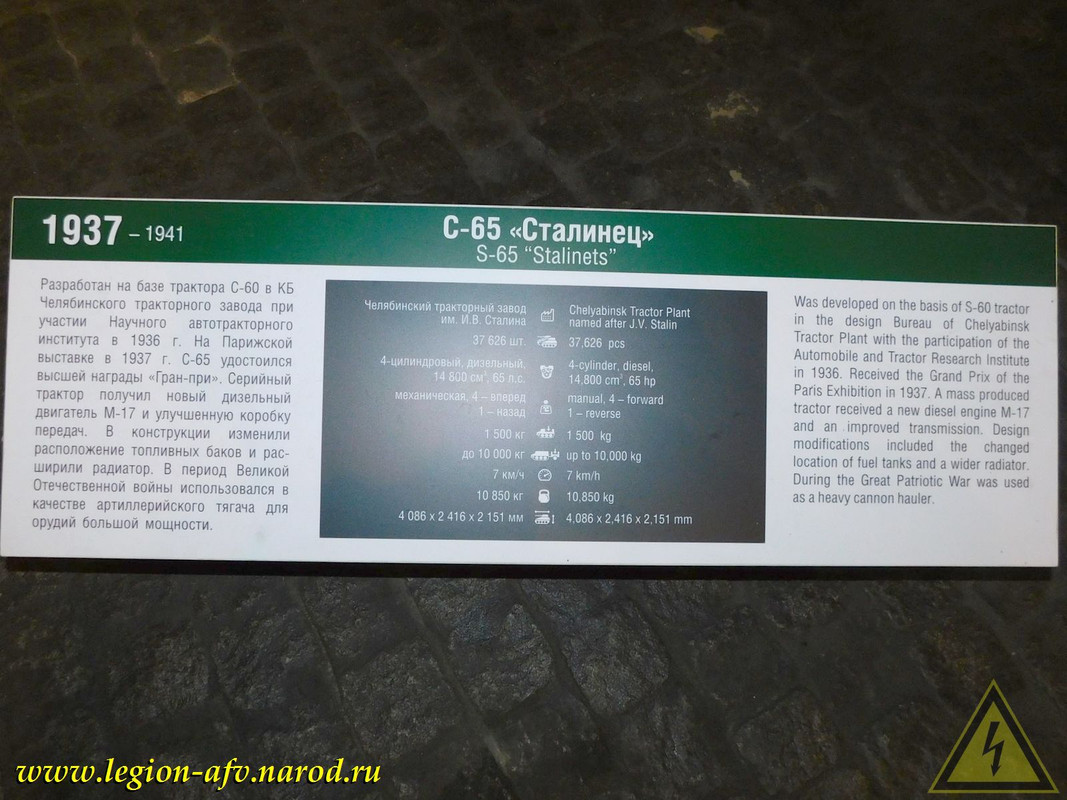 1937 – 1941
С-65 «Сталинец»
S-65 “Stalinets”
Разработан на базе трактора С-60 в КБ
Челябинского тракторного завода при
участии Научного автотракторного
института в 1936 г. На Парижской
выставке в 1937 г. С-65 удостоился
высшей награды «Гран-при». Серийный
трактор получил новый дизельный
двигатель М-17 и улучшенную коробку
передач. В конструкции изменили
расположение топливных баков и рас-
ширили радиатор. В период Великой
Отечественной войны использовался в
качестве артиллерийского тягача для
орудий большой мощности.
Челябинский тракторный завод
им. И.В. Сталина
37 626 шт.
4-цилиндровый, дизельный,
14 800 см³, 65 л.с.
механическая, 4 – вперед
1 – назад
1 500 кг
до 10 000 кг
7 км/ч
10 850 кг
4 086 x 2 416 x 2 151 мм
Chelyabinsk Tractor Plant
named after J.V. Stalin
37,626 pcs
4-cylinder, diesel,
14,800 cm³, 65 hp
manual, 4 – forward
1 – reverse
1 500 kg
up to 10,000 kg
7 km/h
10,850 kg
4,086 x 2,416 x 2,151 mm
Was developed on the basis of S-60 tractor
in the design Bureau of Chelyabinsk
Tractor Plant with the participation of the
Automobile and Tractor Research Institute
in 1936. Received the Grand Prix of the
Paris Exhibition in 1937. A mass produced
tractor received a new diesel engine M-17
and an improved transmission. Design
modifications included the changed
location of fuel tanks and a wider radiator.
During the Great Patriotic War was used
as a heavy cannon hauler.
www.legion-afv.narod.ru